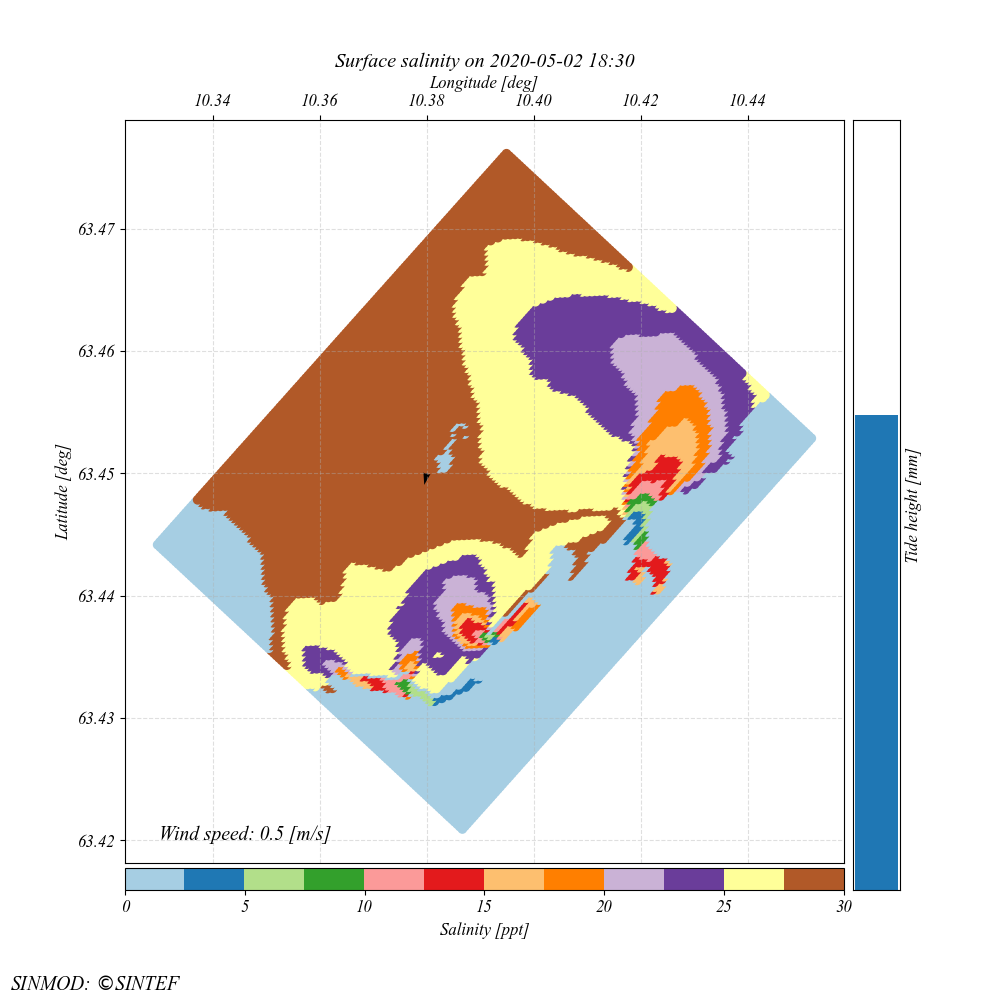 Surface salinity on 2020-05-02 18:30
Longitude [deg]
10.34 10.36 10.38 10.40 10.42 10.44
63.47
63.46
63.45
63.44
63.43
63.42
Latitude [deg]
Tide height [mm]
Wind speed: 0.5 [m/s]
0 5 10 15 20 25 30
Salinity [ppt]
SINMOD: ©SINTEF